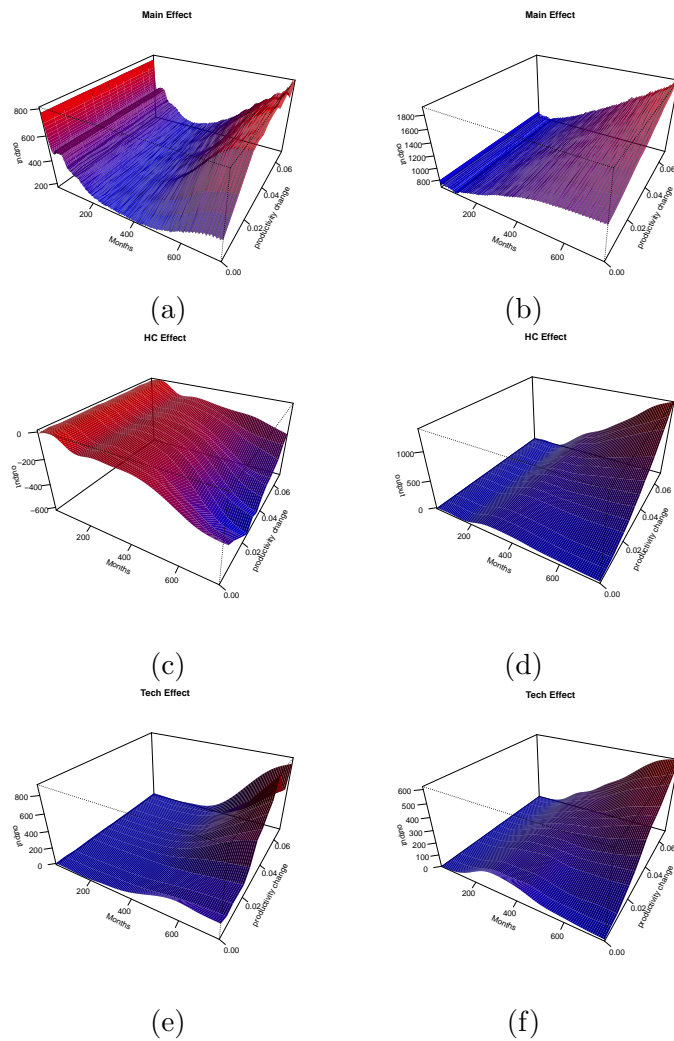 Main Effect
800
600
400
200
output
200
400
600
Months
0.00
0.02
0.04
0.06
productivity change
(a)
Main Effect
1800
1600
1400
1200
1000
800
output
200
400
600
Months
0.00
0.02
0.04
0.06
productivity change
(b)
HC Effect
0
−200
−400
−600
output
200
400
600
Months
0.00
0.02
0.04
0.06
productivity change
(c)
HC Effect
1000
500
0
output
200
400
600
Months
0.00
0.02
0.04
0.06
productivity change
(d)
Tech Effect
800
600
400
200
0
output
200
400
600
Months
0.00
0.02
0.04
0.06
productivity change
(e)
Tech Effect
600
500
400
300
200
100
0
output
200
400
600
Months
0.00
0.02
0.04
0.06
productivity change
(f)